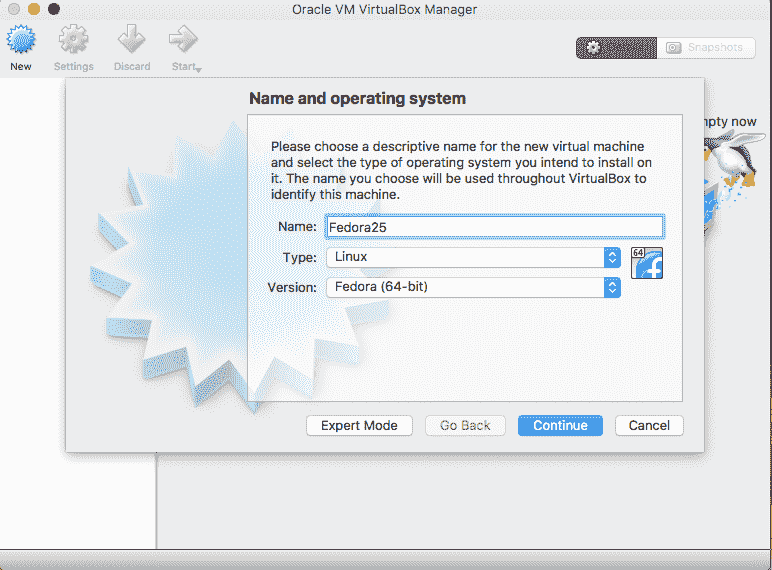 Oracle VM VirtualBox Manager
New Settings Discard Start
Snapshots
Name and operating system
mpty now
Please choose a descriptive name for the new virtual machine
and select the type of operating system you intend to install on
it. The name you choose will be used throughout VirtualBox to
identify this machine.
Name: Fedora25
Type: Linux
64
Version: Fedora (64-bit)
Expert Mode Go Back Continue Cancel